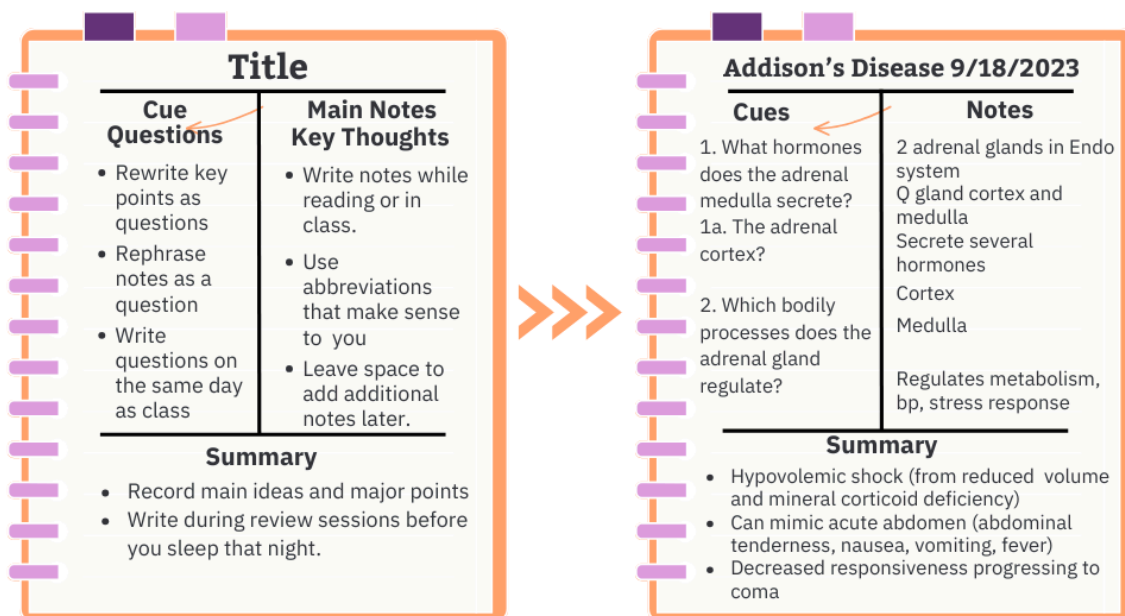 Title
Cue
Questions
• Rewrite key
points as
questions
• Rephrase
notes as a
question
• Write
questions on
the same day
as class
Main Notes
Key Thoughts
• Write notes while
reading or in
class.
• Use
abbreviations
that make sense
to you
• Leave space to
add additional
notes later.
Summary
• Record main ideas and major points
• Write during review sessions before
you sleep that night.
Addison's Disease 9/18/2023
Cues
1. What hormones
does the adrenal
medulla secrete?
1a. The adrenal
cortex?
2. Which bodily
processes does the
adrenal gland
regulate?
Notes
2 adrenal glands in Endo
system
Q gland cortex and
medulla
Secrete several
hormones
Cortex
Medulla
Regulates metabolism,
bp, stress response
Summary
• Hypovolemic shock (from reduced volume
and mineral corticoid deficiency)
• Can mimic acute abdomen (abdominal
tenderness, nausea, vomiting, fever)
• Decreased responsiveness progressing to
coma